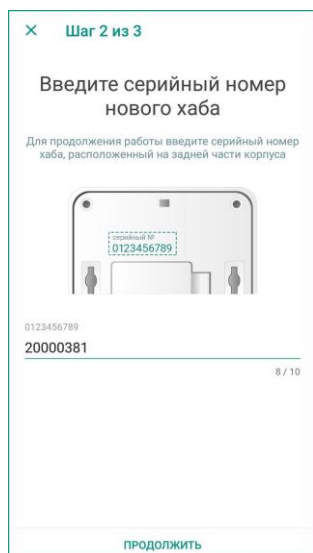 × Шаг 2 из 3
Введите серийный номер
нового хаба
Для продолжения работы введите серийный номер
хаба, расположенный на задней части корпуса
серийный №
0123456789
0123456789
20000381
8 / 10
ПРОДОЛЖИТЬ